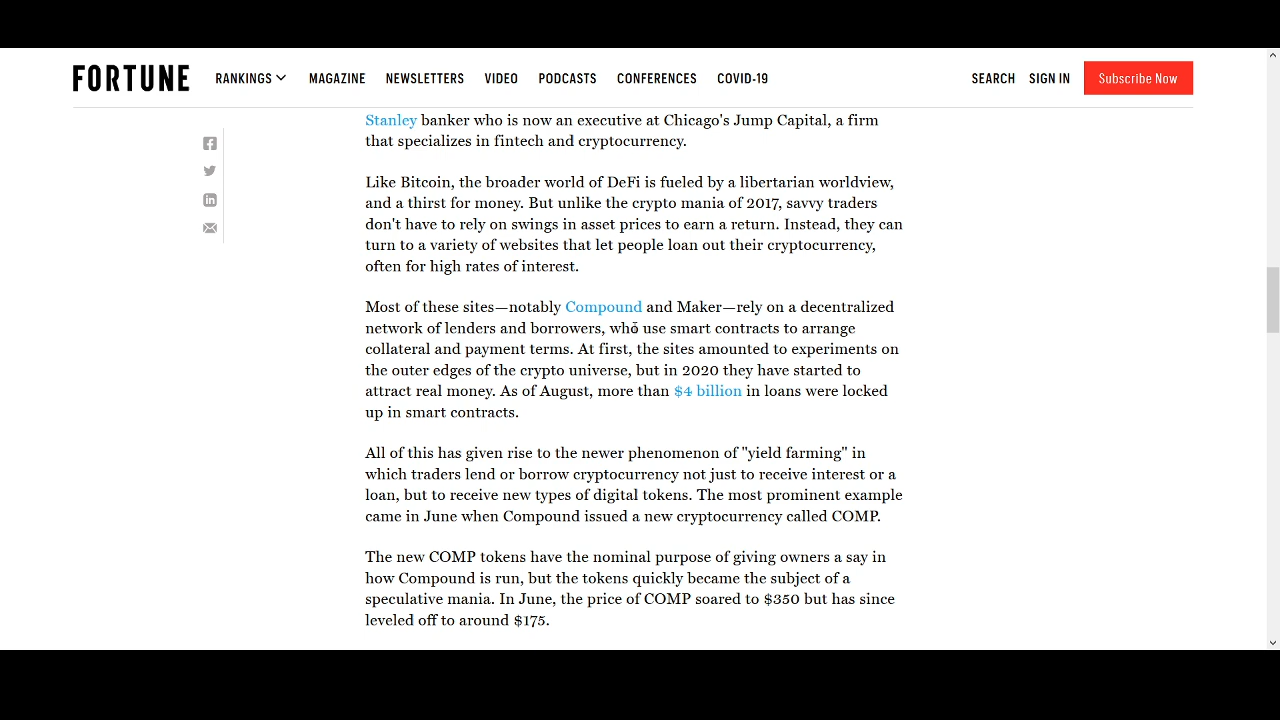 FORTUNE RANKINGS MAGAZINE NEWSLETTERS VIDEO PODCASTS CONFERENCES COVID-19 SEARCH SIGN IN Subscribe Now
Stanley banker who is now an executive at Chicago's Jump Capital, a firm
that specializes in fintech and cryptocurrency.
Like Bitcoin, the broader world of DeFi is fueled by a libertarian worldview,
and a thirst for money. But unlike the crypto mania of 2017, savvy traders
don't have to rely on swings in asset prices to earn a return. Instead, they can
turn to a variety of websites that let people loan out their cryptocurrency,
often for high rates of interest.
Most of these sites—notably Compound and Maker—rely on a decentralized
network of lenders and borrowers, who use smart contracts to arrange
collateral and payment terms. At first, the sites amounted to experiments on
the outer edges of the crypto universe, but in 2020 they have started to
attract real money. As of August, more than $4 billion in loans were locked
up in smart contracts.
All of this has given rise to the newer phenomenon of "yield farming" in
which traders lend or borrow cryptocurrency not just to receive interest or a
loan, but to receive new types of digital tokens. The most prominent example
came in June when Compound issued a new cryptocurrency called COMP.
The new COMP tokens have the nominal purpose of giving owners a say in
how Compound is run, but the tokens quickly became the subject of a
speculative mania. In June, the price of COMP soared to $350 but has since
leveled off to around $175.